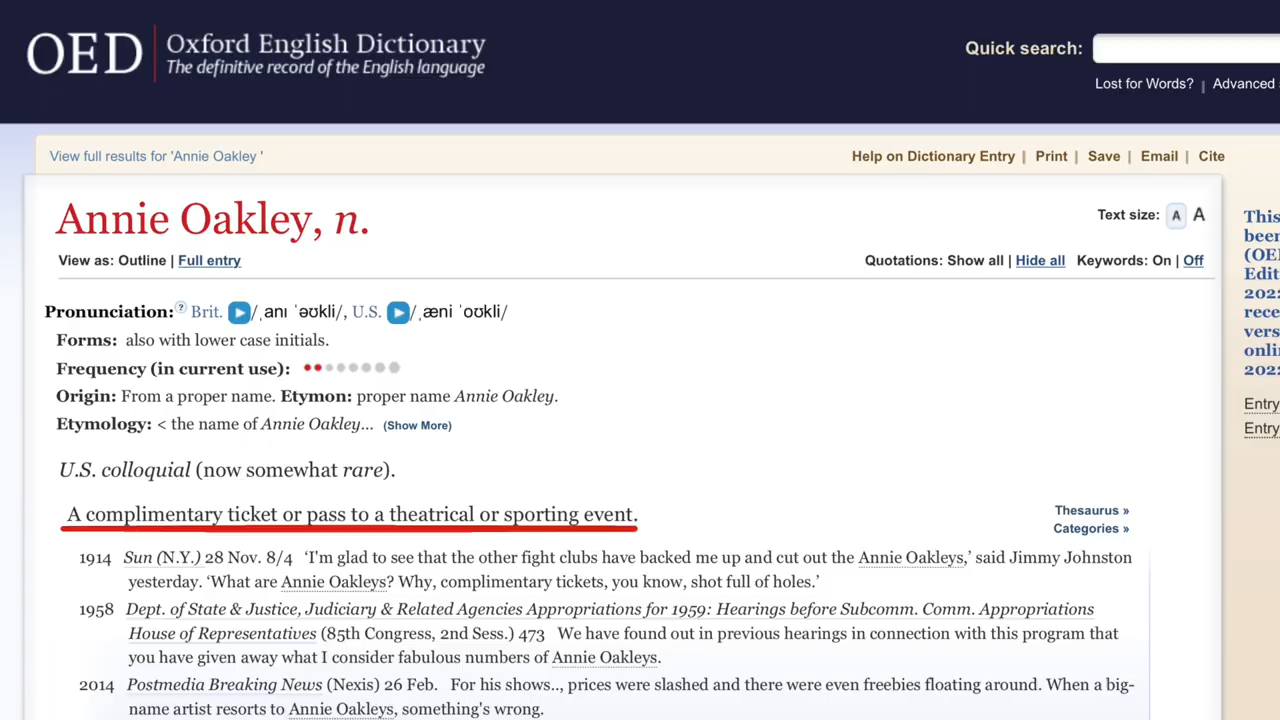 OED Oxford English Dictionary
The definitive record of the English language
Quick search:
Lost for Words? | Advanced
View full results for 'Annie Oakley '
Help on Dictionary Entry | Print | Save | Email | Cite
Annie Oakley, n.
Text size: A A
View as: Outline | Full entry
Quotations: Show all | Hide all Keywords: On | Off
Pronunciation:? Brit. /ˌanɪ ˈəʊkli/, U.S. /ˌæni ˈoʊkli/
Forms: also with lower case initials.
Frequency (in current use):
Origin: From a proper name. Etymon: proper name Annie Oakley.
Etymology: < the name of Annie Oakley... (Show More)
U.S. colloquial (now somewhat rare).
A complimentary ticket or pass to a theatrical or sporting event.
Thesaurus »
Categories »
1914 Sun (N.Y.) 28 Nov. 8/4 ‘I'm glad to see that the other fight clubs have backed me up and cut out the Annie Oakleys,’ said Jimmy Johnston
yesterday. ‘What are Annie Oakleys? Why, complimentary tickets, you know, shot full of holes.’
1958 Dept. of State & Justice, Judiciary & Related Agencies Appropriations for 1959: Hearings before Subcomm. Comm. Appropriations
House of Representatives (85th Congress, 2nd Sess.) 473 We have found out in previous hearings in connection with this program that
you have given away what I consider fabulous numbers of Annie Oakleys.
2014 Postmedia Breaking News (Nexis) 26 Feb. For his shows.., prices were slashed and there were even freebies floating around. When a big-
name artist resorts to Annie Oakleys, something's wrong.
This
been
(OE
Edit
202
rece
vers
onli
202
Entry
Entry